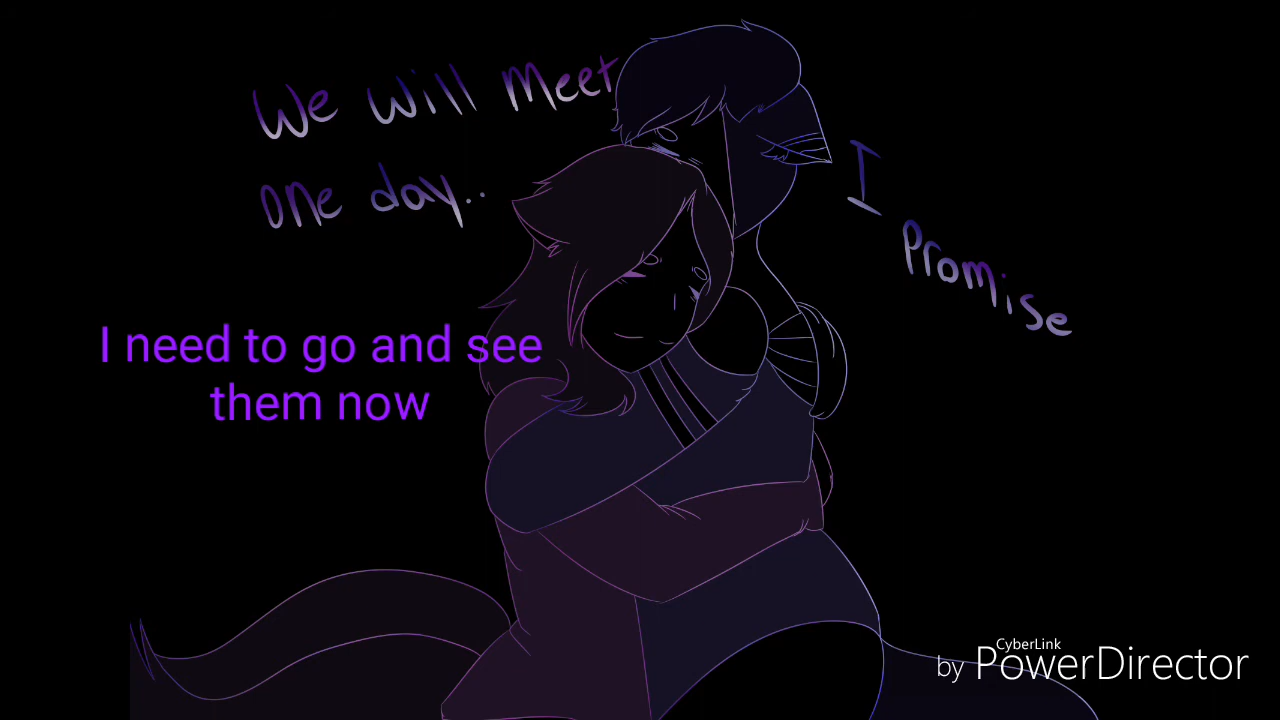 We will Meet
one day..
I
Promise
I need to go and see
them now
CyberLink
by PowerDirector